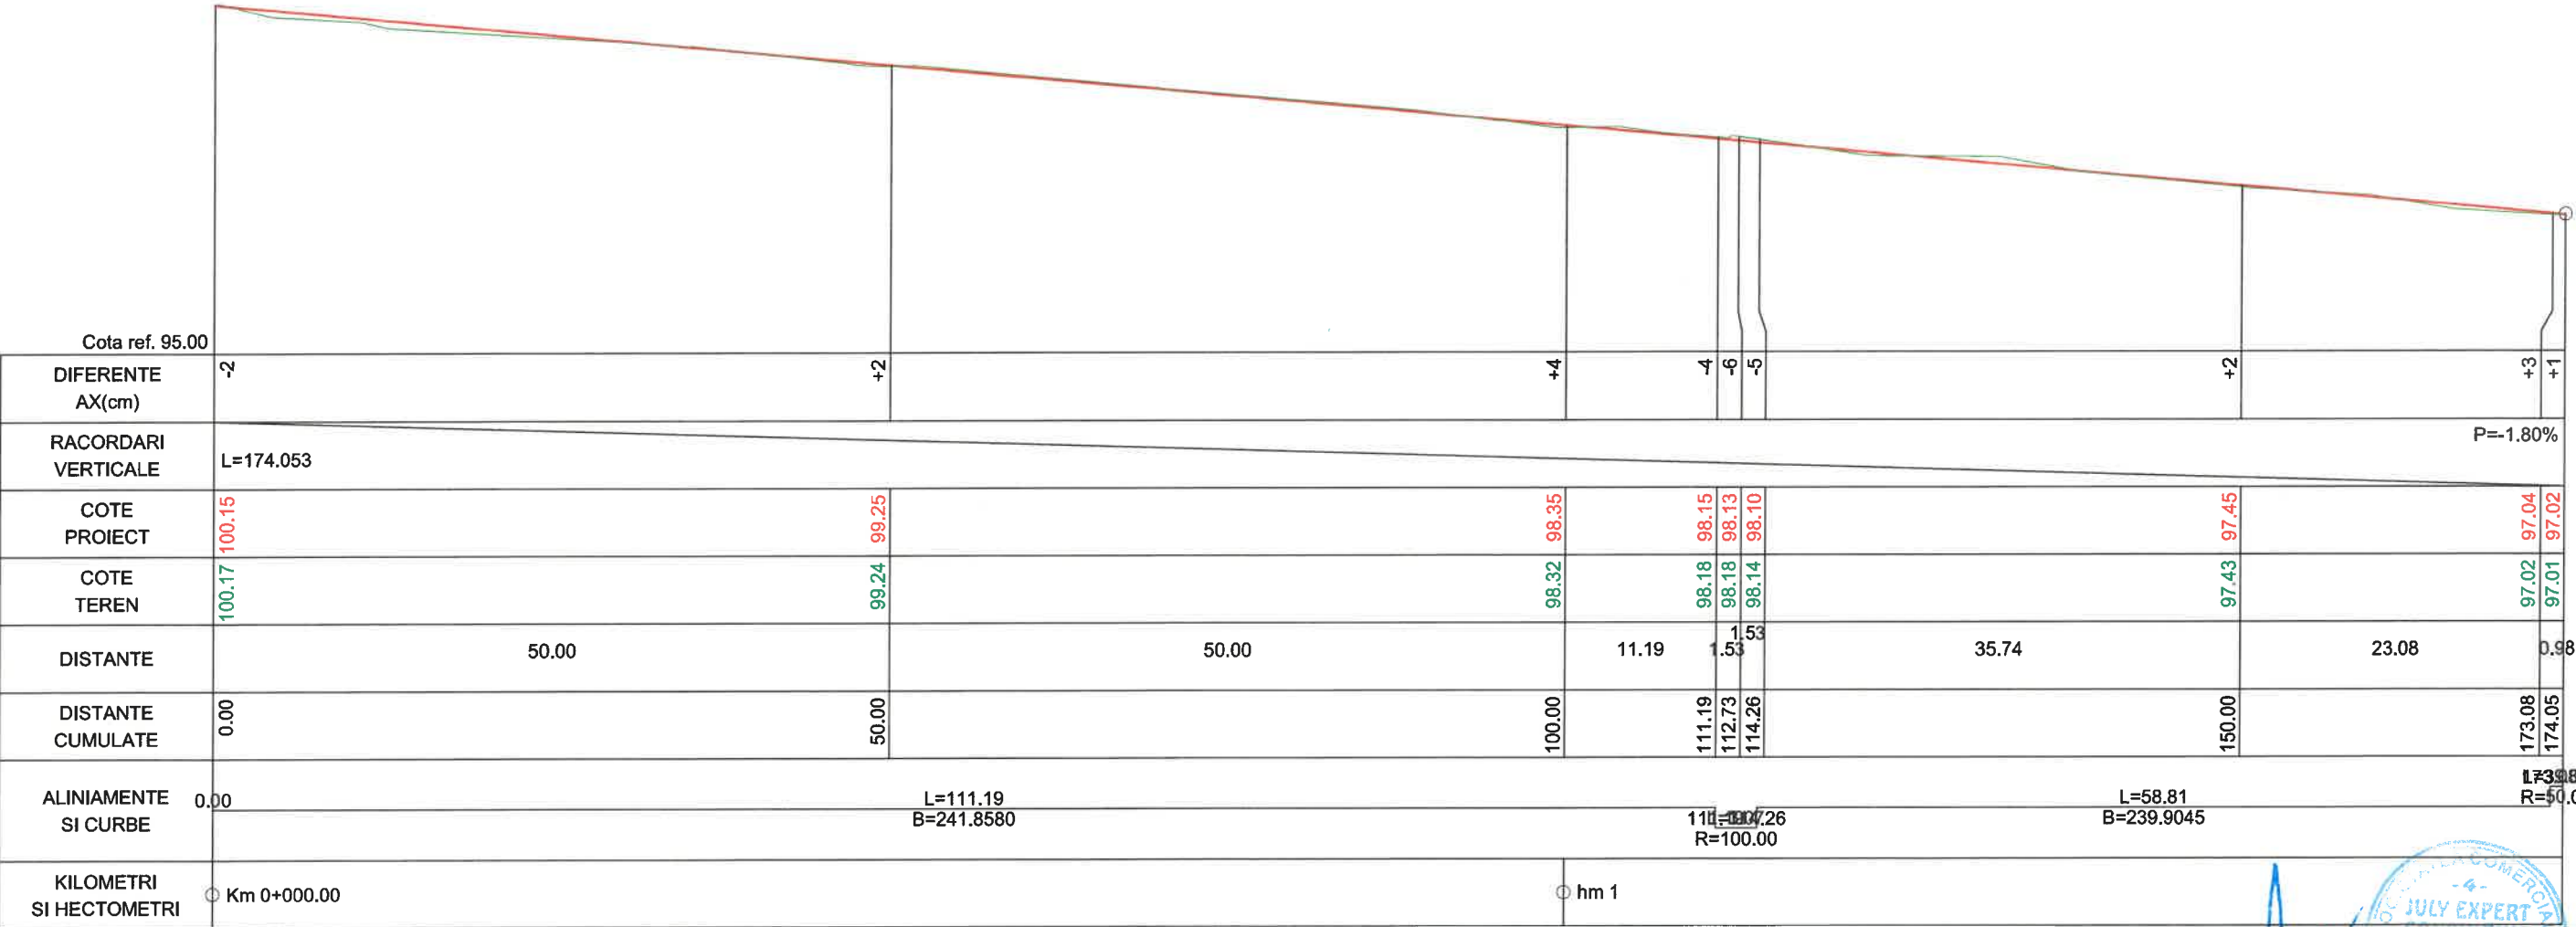 Cota ref. 95.00
DIFERENTE
AX(cm)
-2
+2
+4
-4
-6
-5
+2
+3
+1
RACORDARI
VERTICALE
L=174.053
P=-1.80%
COTE
PROIECT
100.15
99.25
98.35
98.15
98.13
98.10
97.45
97.04
97.02
COTE
TEREN
100.17
99.24
98.32
98.18
98.18
98.14
97.43
97.02
97.01
DISTANTE
50.00
50.00
11.19
1.53
1.53
35.74
23.08
0.98
DISTANTE
CUMULATE
0.00
50.00
100.00
111.19
112.73
114.26
150.00
173.08
174.05
ALINIAMENTE
SI CURBE
0.00
L=111.19
B=241.8580
R=100.00
L=58.81
B=239.9045
KILOMETRI
SI HECTOMETRI
Km 0+000.00
hm 1
COMERCIA
-4-
JULY EXPERT